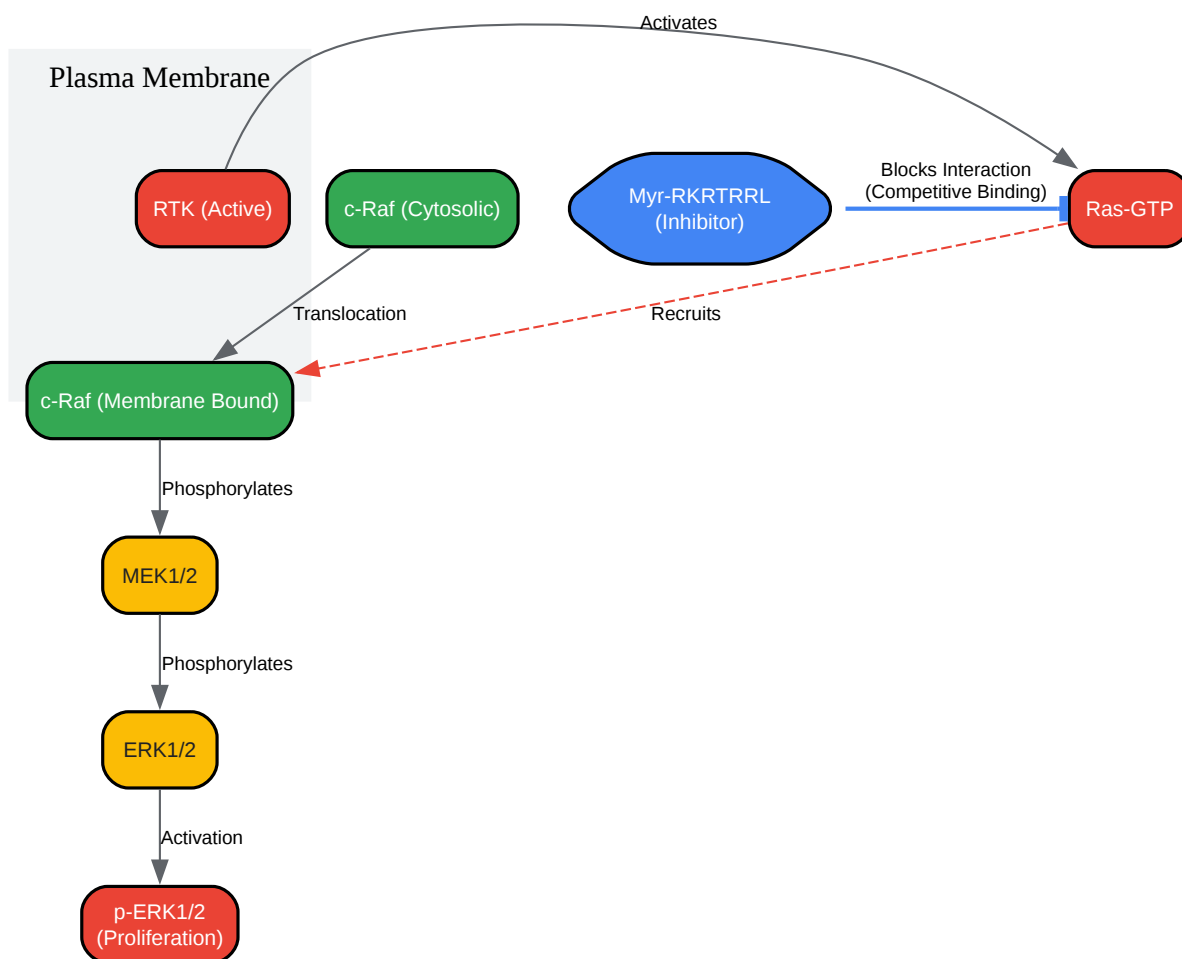 Activates
Plasma Membrane
RTK (Active)
c-Raf (Cytosolic)
Myr-RKRTRRL
(Inhibitor)
Blocks Interaction
(Competitive Binding)
Ras-GTP
Translocation
Recruits
c-Raf (Membrane Bound)
Phosphorylates
MEK1/2
Phosphorylates
ERK1/2
Activation
p-ERK1/2
(Proliferation)